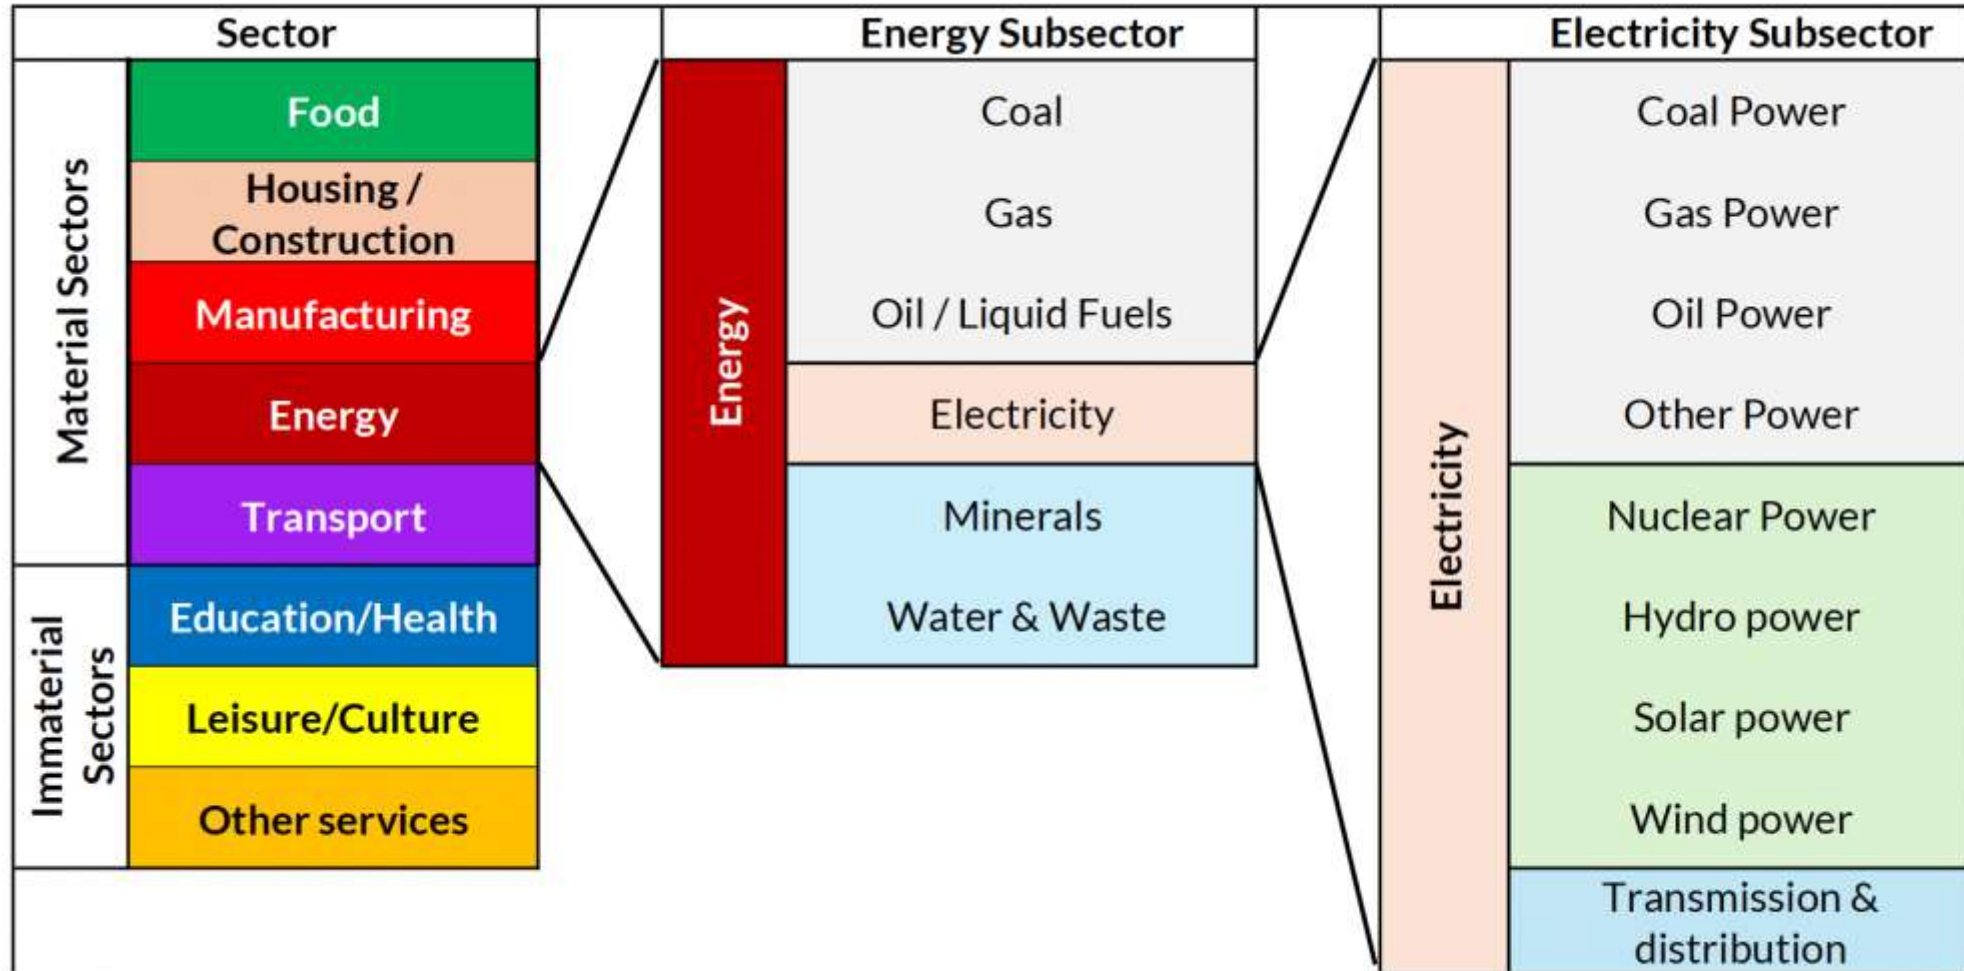 Sector
Energy Subsector
Electricity Subsector
Material Sectors
Food
Housing /
Construction
Manufacturing
Energy
Transport
Immaterial
Sectors
Education/Health
Leisure/Culture
Other services
Energy
Coal
Gas
Oil / Liquid Fuels
Electricity
Minerals
Water & Waste
Electricity
Coal Power
Gas Power
Oil Power
Other Power
Nuclear Power
Hydro power
Solar power
Wind power
Transmission &
distribution